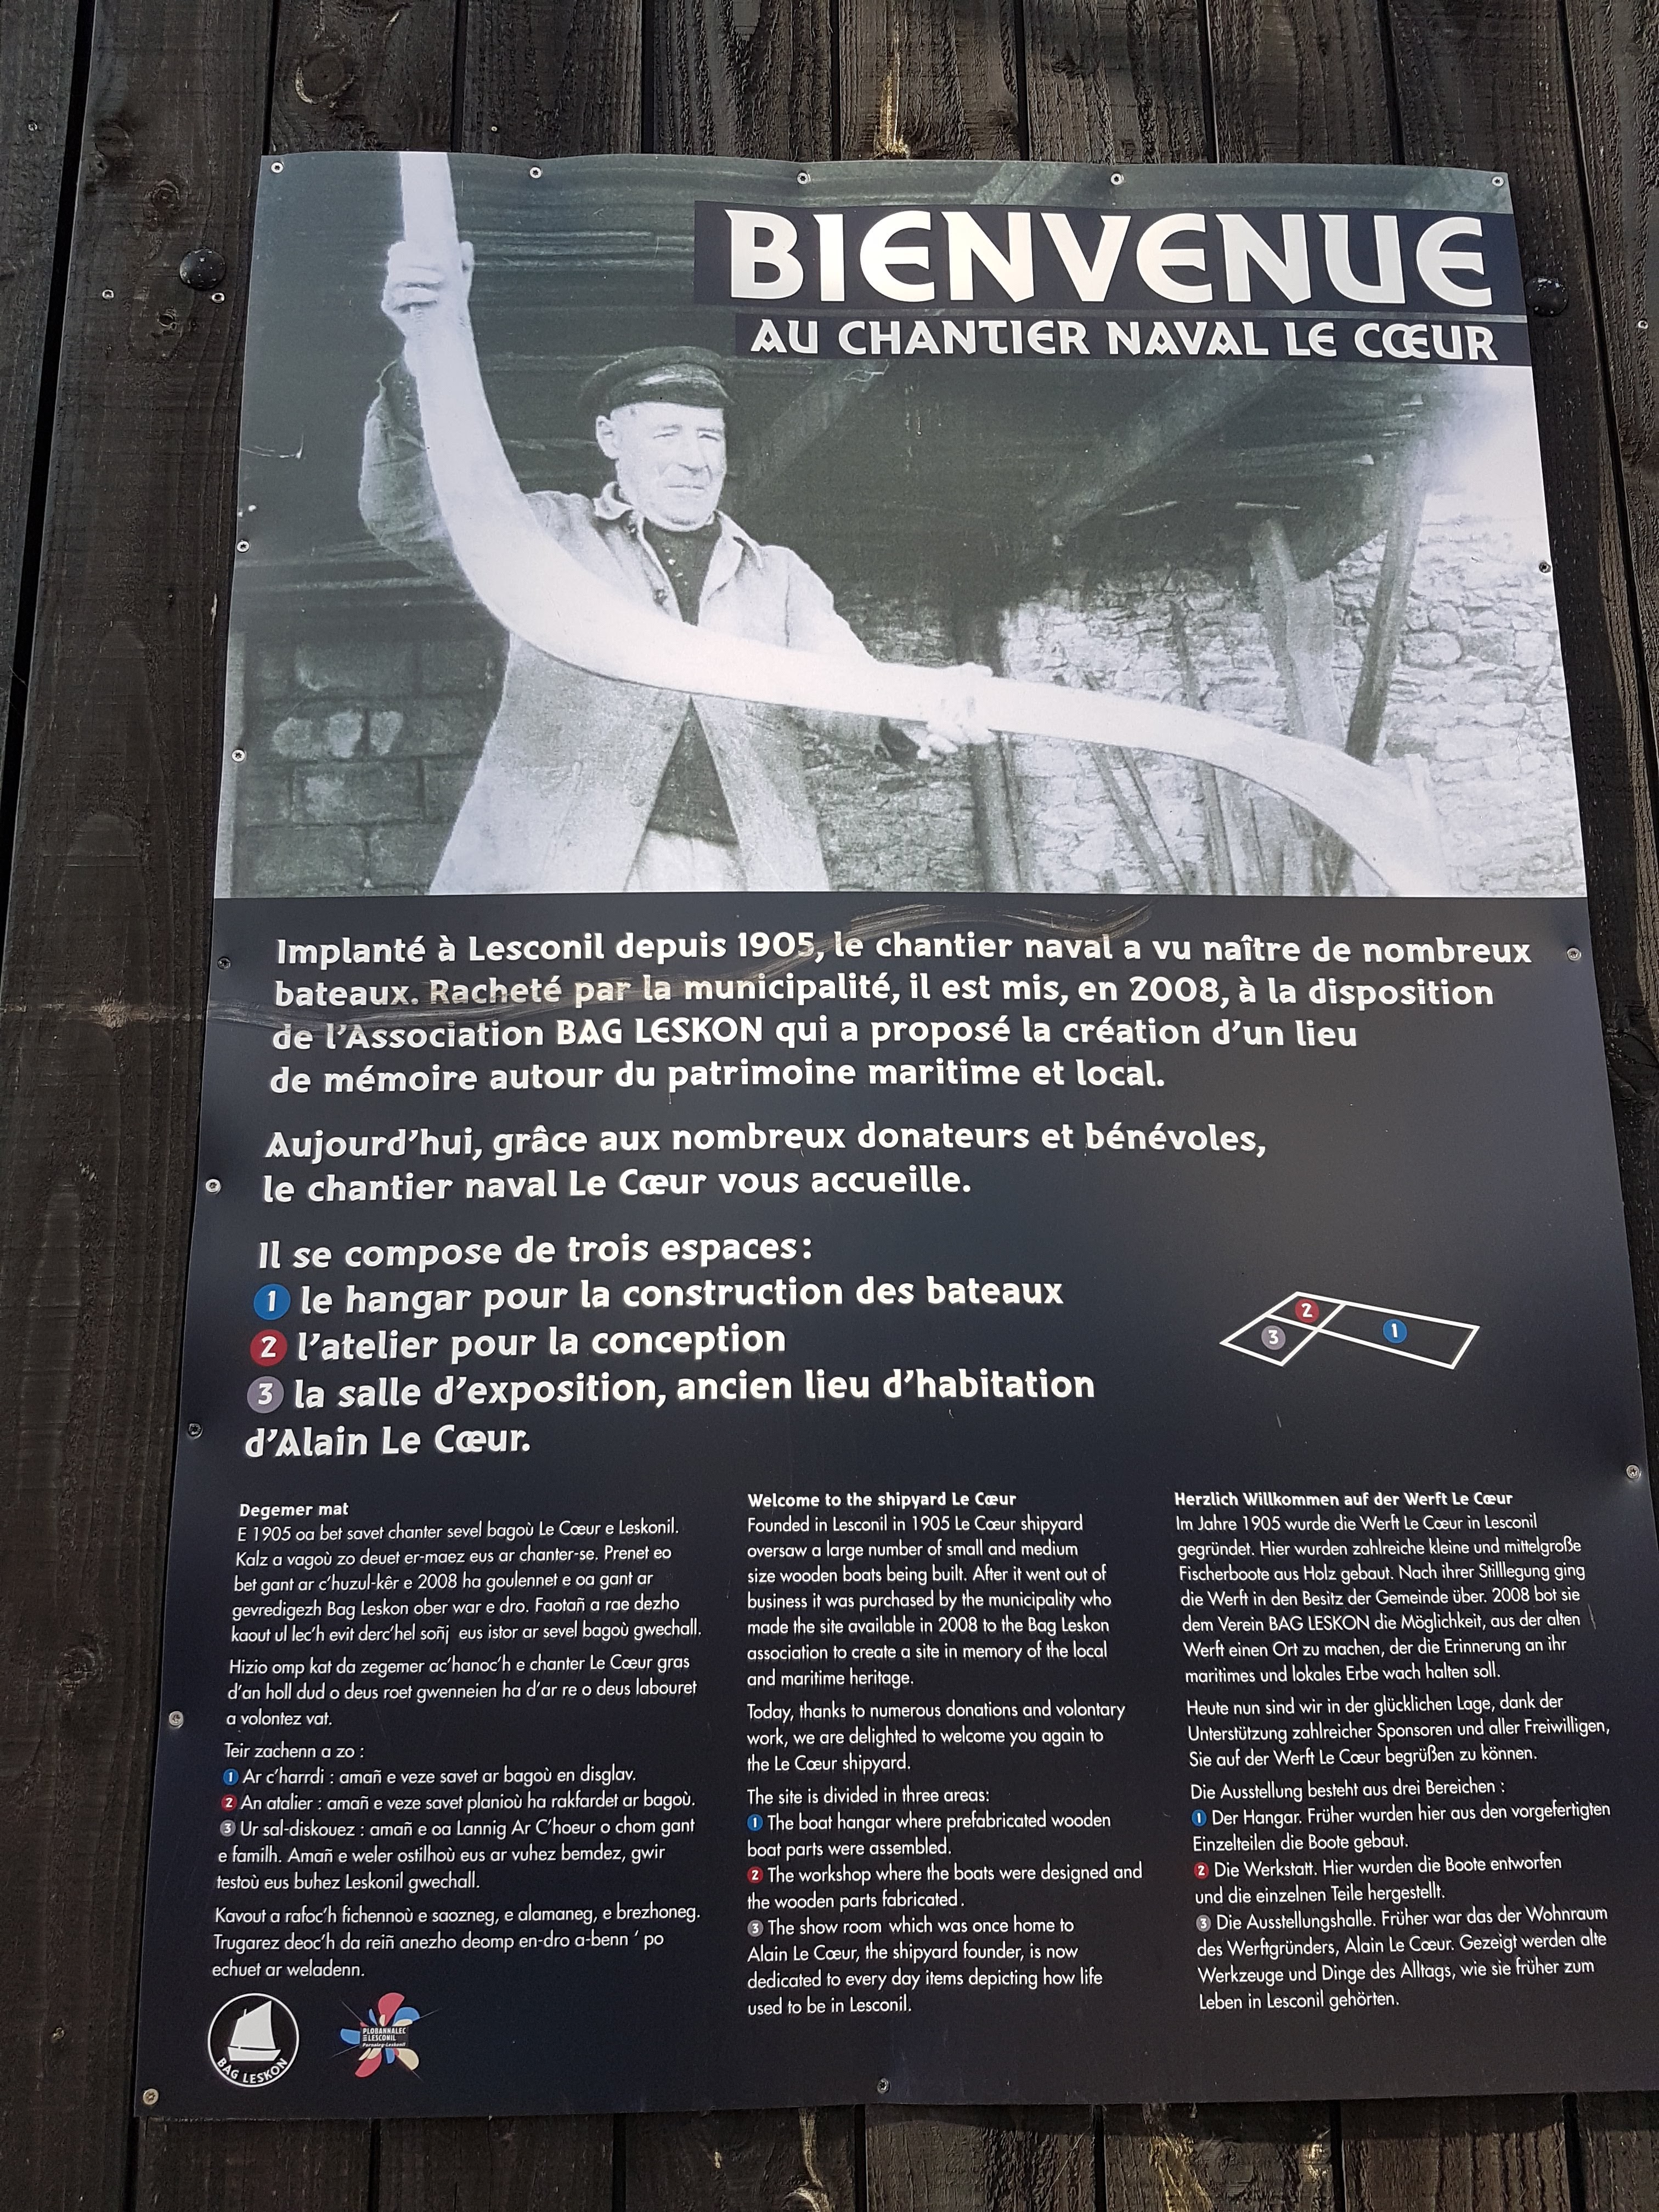 BIENVENUE
AU CHANTIER NAVAL LE CŒUR
Implanté à Lesconil depuis 1905, le chantier naval a vu naître de nombreux
bateaux. Racheté par la municipalité, il est mis, en 2008, à la disposition
de l'Association BAG LESKON qui a proposé la création d'un lieu
de mémoire autour du patrimoine maritime et local.
Aujourd'hui, grâce aux nombreux donateurs et bénévoles,
le chantier naval Le Cœur vous accueille.
Il se compose de trois espaces:
1 le hangar pour la construction des bateaux
2 l'atelier pour la conception
3 la salle d'exposition, ancien lieu d'habitation
d'Alain Le Cœur.
2
3
1
Degemer mat
E 1905 oa bet savet chanter sevel bagoù Le Cœur e Leskonil.
Kalz a vagoù zo deuet er-maez eus ar chanter-se. Prenet eo
bet gant ar c'huzul-kêr e 2008 ha goulennet e oa gant ar
gevredigezh Bag Leskon ober war e dro. Faotañ a rae dezho
kaout ul lec'h evit derc'hel soñj eus istor ar sevel bagoù gwechall.
Hizio omp kat da zegemer ac'hanoc'h e chanter Le Cœur gras
d'an holl dud o deus roet gwenneien ha d'ar re o deus labouret
a volontez vat.
Teir zachenn a zo :
1 Ar c'harrdi : amañ e veze savet ar bagoù en disglav.
2 An atalier : amañ e veze savet planioù ha rakfardet ar bagoù.
3 Ur sal-diskouez : amañ e oa Lannig Ar C'hoeur o chom gant
e familh. Amañ e weler ostilhoù eus ar vuhez bemdez, gwir
testoù eus buhez Leskonil gwechall.
Kavout a rafoc'h fichennoù e saozneg, e alamaneg, e brezhoneg.
Trugarez deoc'h da reiñ anezho deomp en-dro a-benn ' po
echuet ar weladenn.
BAG LESKON
PLOBANNALEC
LESCONIL
Pornaleg-Leskonil
Welcome to the shipyard Le Cœur
Founded in Lesconil in 1905 Le Cœur shipyard
oversaw a large number of small and medium
size wooden boats being built. After it went out of
business it was purchased by the municipality who
made the site available in 2008 to the Bag Leskon
association to create a site in memory of the local
and maritime heritage.
Today, thanks to numerous donations and volontary
work, we are delighted to welcome you again to
the Le Cœur shipyard.
The site is divided in three areas:
1 The boat hangar where prefabricated wooden
boat parts were assembled.
2 The workshop where the boats were designed and
the wooden parts fabricated.
3 The show room which was once home to
Alain Le Cœur, the shipyard founder, is now
dedicated to every day items depicting how life
used to be in Lesconil.
Herzlich Willkommen auf der Werft Le Cœur
Im Jahre 1905 wurde die Werft Le Cœur in Lesconil
gegründet. Hier wurden zahlreiche kleine und mittelgroße
Fischerboote aus Holz gebaut. Nach ihrer Stilllegung ging
die Werft in den Besitz der Gemeinde über. 2008 bot sie
dem Verein BAG LESKON die Möglichkeit, aus der alten
Werft einen Ort zu machen, der die Erinnerung an ihr
maritimes und lokales Erbe wach halten soll.
Heute nun sind wir in der glücklichen Lage, dank der
Unterstützung zahlreicher Sponsoren und aller Freiwilligen,
Sie auf der Werft Le Cœur begrüßen zu können.
Die Ausstellung besteht aus drei Bereichen :
1 Der Hangar. Früher wurden hier aus den vorgefertigten
Einzelteilen die Boote gebaut.
2 Die Werkstatt. Hier wurden die Boote entworfen
und die einzelnen Teile hergestellt.
3 Die Ausstellungshalle. Früher war das der Wohnraum
des Werftgründers, Alain Le Cœur. Gezeigt werden alte
Werkzeuge und Dinge des Alltags, wie sie früher zum
Leben in Lesconil gehörten.